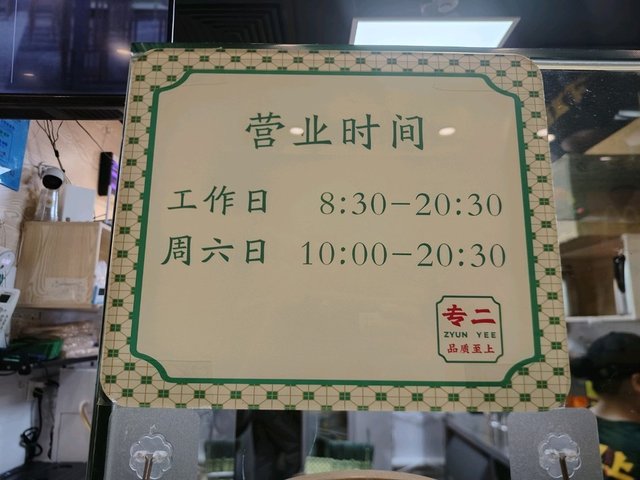 营业时间
工作日 8:30-20:30
周六日 10:00-20:30
专二
ZYUN YEE
品质至上